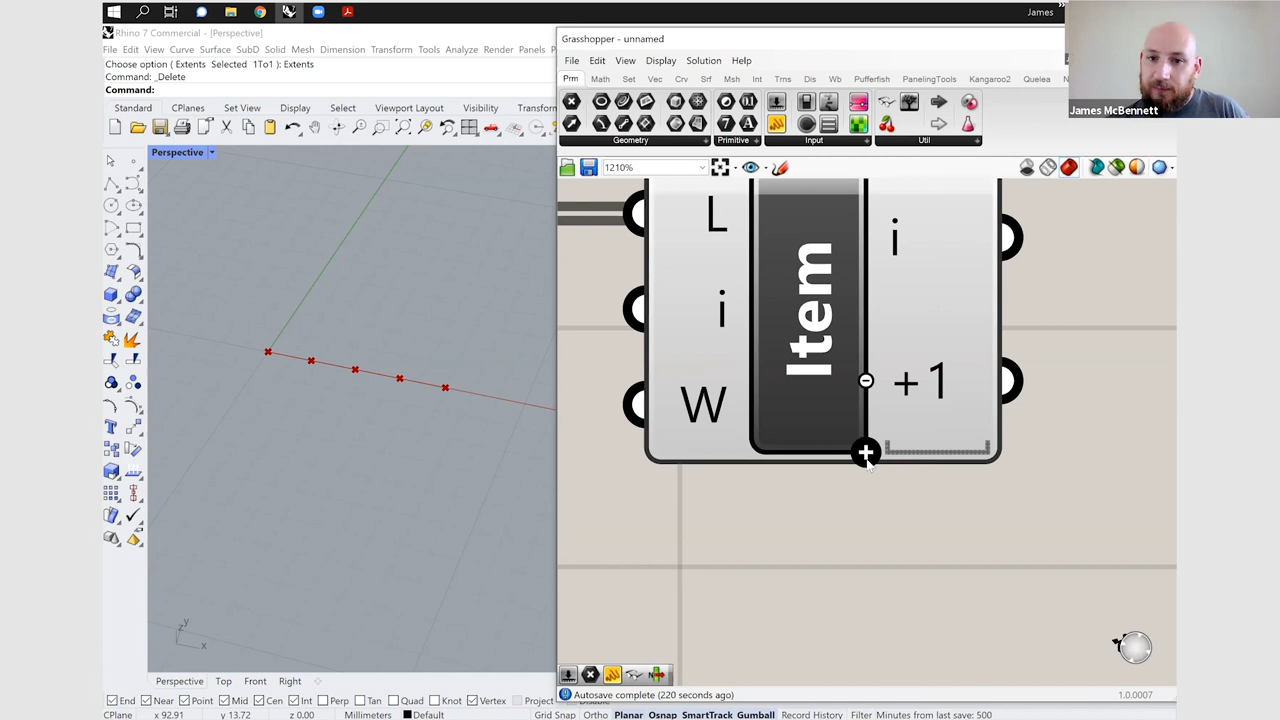 James
James McBennett
Rhino 7 Commercial - [Perspective]
File Edit View Curve Surface SubD Solid Mesh Dimension Transform Tools Analyze Render Panels
Choose option ( Extents Selected 1To1 ): Extents
Command: _Delete
Command:
Standard CPlanes Set View Display Select Viewport Layout Visibility Transform
Perspective
z y
x
Perspective Top Front Right
End Near Point Mid Cen Int Perp Tan Quad Knot Vertex Project Disable
CPlane x 92.91 y 13.72 z 0.00 Millimeters Default Grid Snap Ortho Planar Osnap SmartTrack Gumball Record History Filter Minutes from last save: 500
Grasshopper - unnamed
File Edit View Display Solution Help
Prm Math Set Vec Crv Srf Msh Int Trns Dis Wb Pufferfish PanelingTools Kangaroo2 Quelea
Geometry Primitive Input Util
1210%
L
i
W
Item
i
+1
Autosave complete (220 seconds ago)
1.0.0007